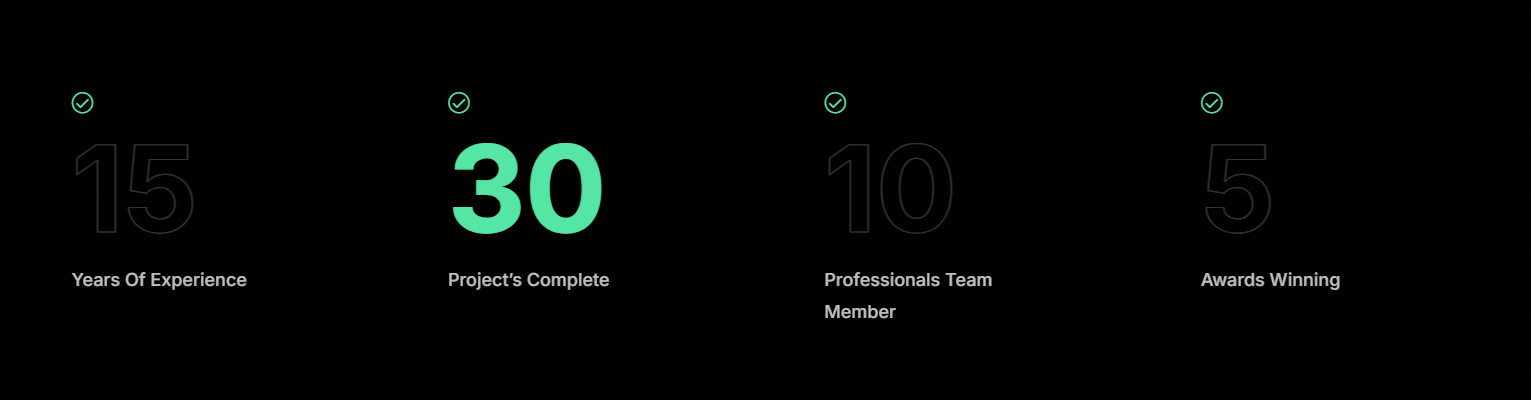 15
30
10
5
Years Of Experience
Project’s Complete
Professionals Team
Member
Awards Winning